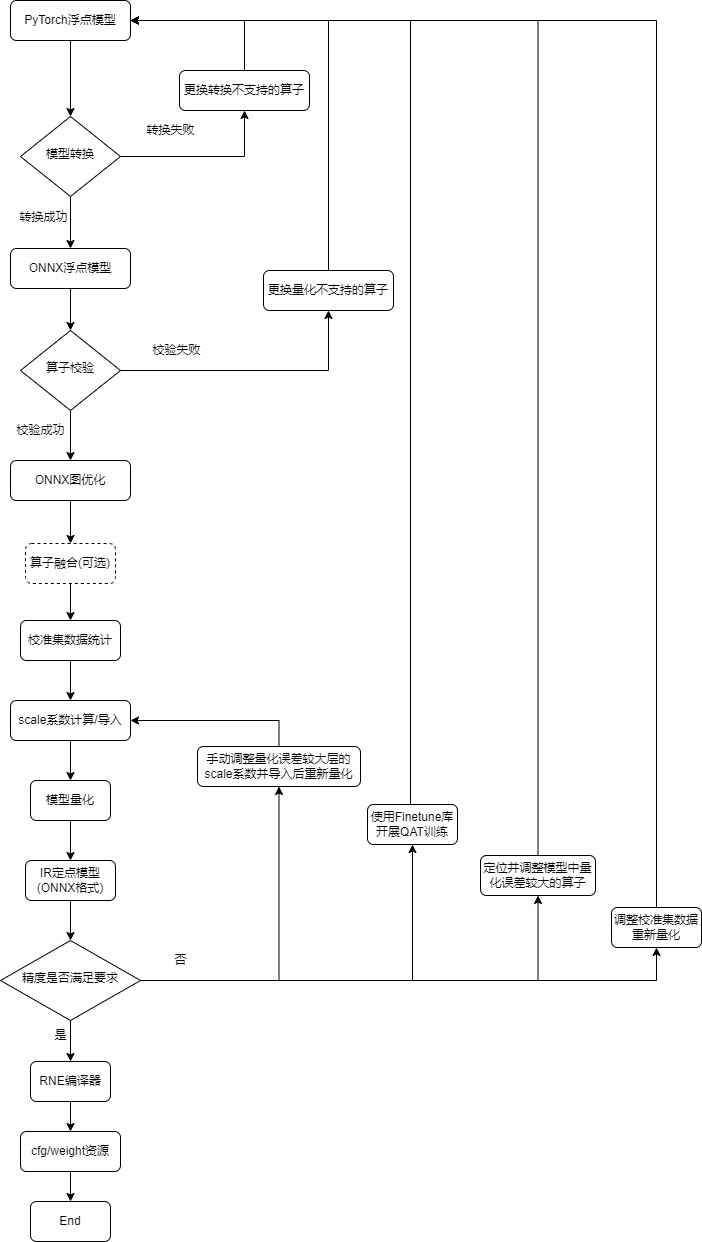 PyTorch浮点模型
更换转换不支持的算子
转换失败
模型转换
转换成功
ONNX浮点模型
更换量化不支持的算子
校验失败
算子校验
校验成功
ONNX图优化
算子融合(可选)
校准集数据统计
scale系数计算/导入
手动调整量化误差较大层的
scale系数并导入后重新量化
模型量化
使用Finetune库
开展QAT训练
IR定点模型
(ONNX格式)
定位并调整模型中量
化误差较大的算子
调整校准集数据
重新量化
否
精度是否满足要求
是
RNE编译器
cfg/weight资源
End